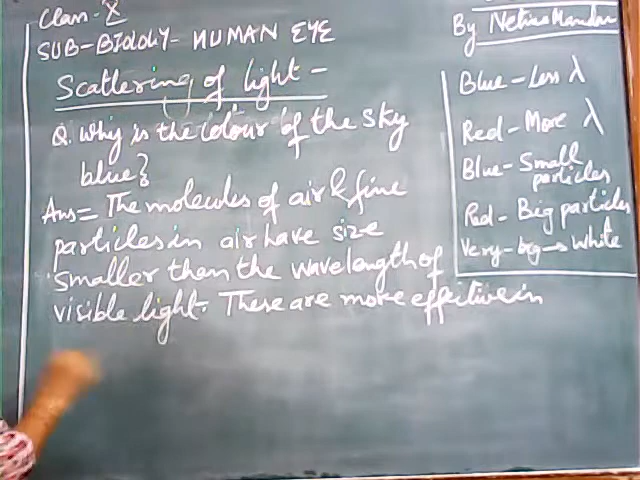 Class- X
SUB-BIOLOGY- HUMAN EYE
By Netina Mandar
Scattering of light -
Q. Why is the colour of the sky
blue?
Ans= The molecules of air & fine
particles in air have size
smaller than the wavelength of
visible light. These are more effective in
Blue - Less λ
Red - More λ
Blue - Small
particles
Red - Big particles
Very - big → white